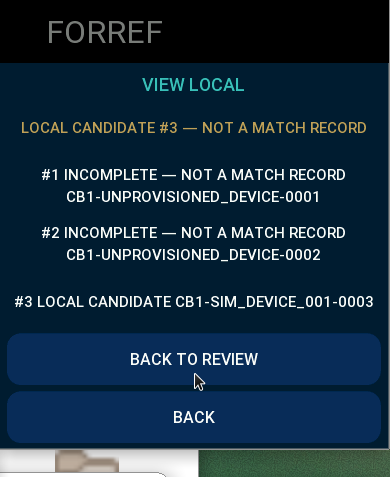 FORREF
VIEW LOCAL
LOCAL CANDIDATE #3 — NOT A MATCH RECORD
#1 INCOMPLETE — NOT A MATCH RECORD
CB1-UNPROVISIONED_DEVICE-0001
#2 INCOMPLETE — NOT A MATCH RECORD
CB1-UNPROVISIONED_DEVICE-0002
#3 LOCAL CANDIDATE CB1-SIM_DEVICE_001-0003
BACK TO REVIEW
BACK